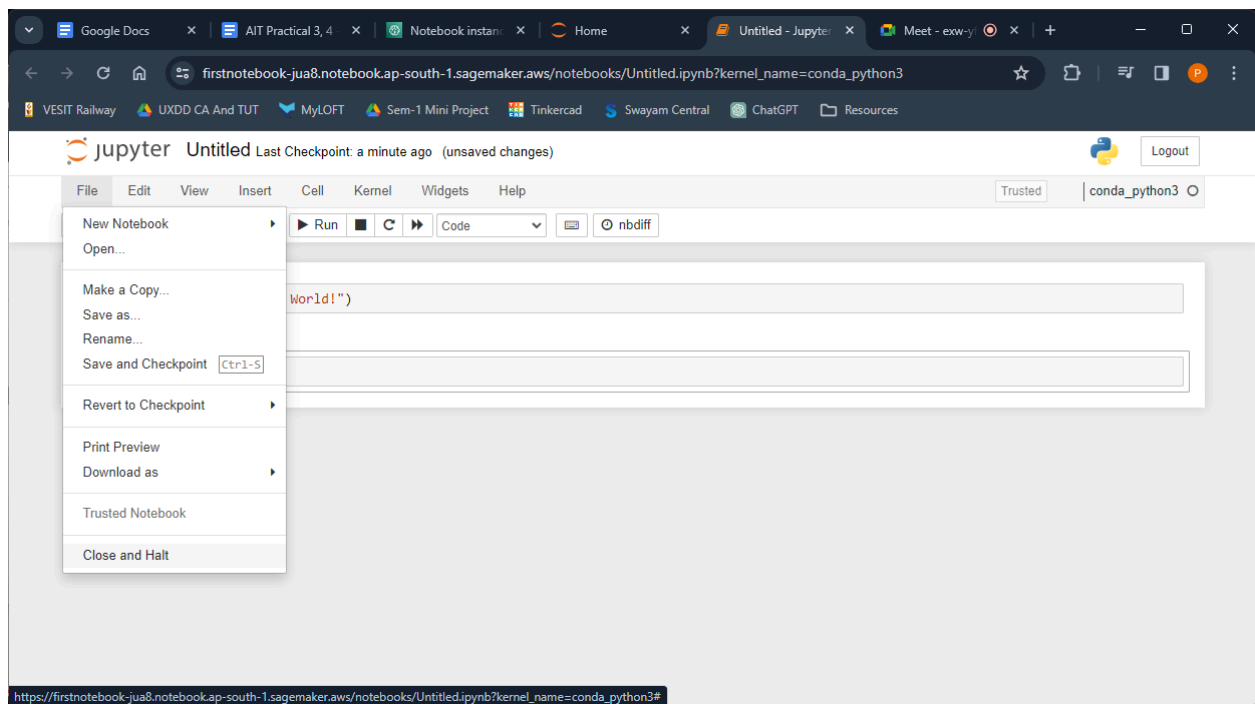 Google Docs AIT Practical 3, 4 - Notebook instanc Home Untitled - Jupyter Meet - exw-yf
firstnotebook-jua8.notebook.ap-south-1.sagemaker.aws/notebooks/Untitled.ipynb?kernel_name=conda_python3 P
VESIT Railway UXDD CA And TUT MyLOFT Sem-1 Mini Project Tinkercad Swayam Central ChatGPT Resources
jupyter Untitled Last Checkpoint: a minute ago (unsaved changes) Logout
File Edit View Insert Cell Kernel Widgets Help Trusted conda_python3
Run Code nbdiff
New Notebook
Open...
Make a Copy...
World!")
Save as...
Rename...
Save and Checkpoint Ctrl-S
Revert to Checkpoint
Print Preview
Download as
Trusted Notebook
Close and Halt
https://firstnotebook-jua8.notebook.ap-south-1.sagemaker.aws/notebooks/Untitled.ipynb?kernel_name=conda_python3#